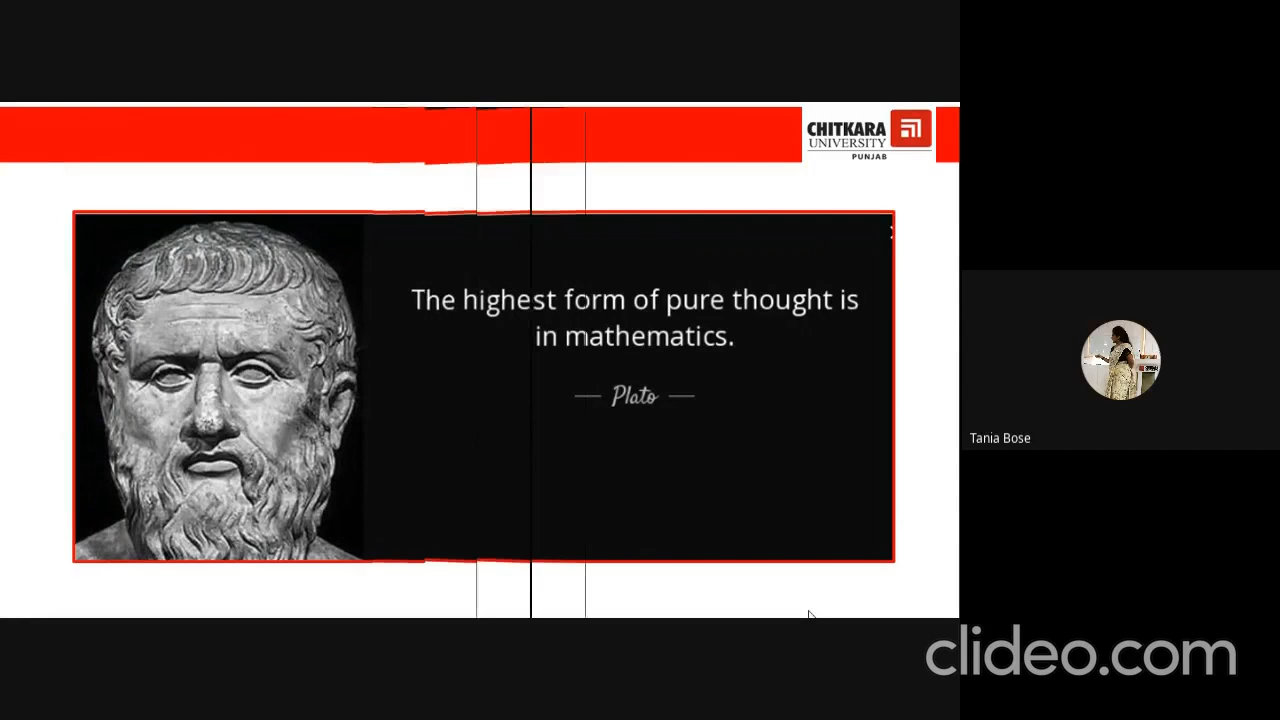 CHITKARA
UNIVERSITY
PUNJAB
The highest form of pure thought is
in mathematics.
Plato
Tania Bose
clideo.com